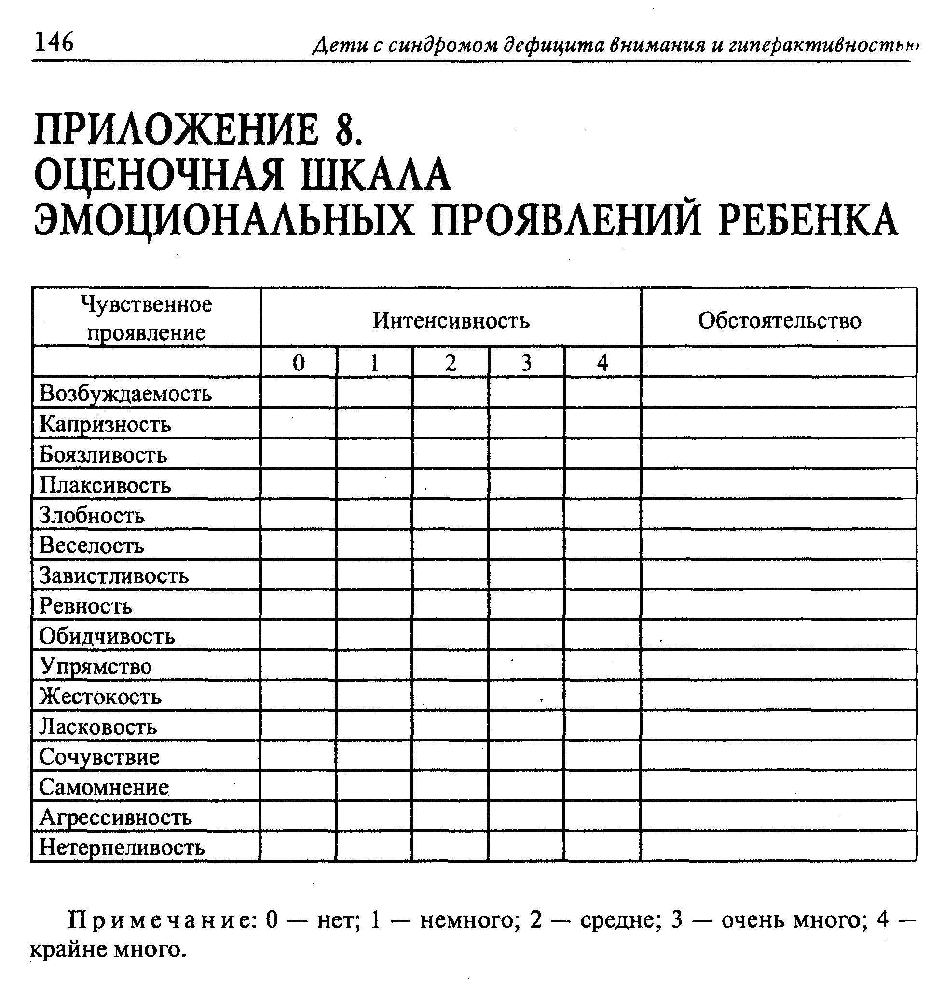 146
Дети с синдромом дефицита внимания и гиперактивностью
ПРИЛОЖЕНИЕ 8.
ОЦЕНОЧНАЯ ШКАЛА
ЭМОЦИОНАЛЬНЫХ ПРОЯВЛЕНИЙ РЕБЕНКА
Чувственное
проявление
Интенсивность
Обстоятельство
0 1 2 3 4
Возбуждаемость
Капризность
Боязливость
Плаксивость
Злобность
Веселость
Завистливость
Ревность
Обидчивость
Упрямство
Жестокость
Ласковость
Сочувствие
Самомнение
Агрессивность
Нетерпеливость
Примечание: 0 — нет; 1 — немного; 2 — средне; 3 — очень много; 4 —
крайне много.